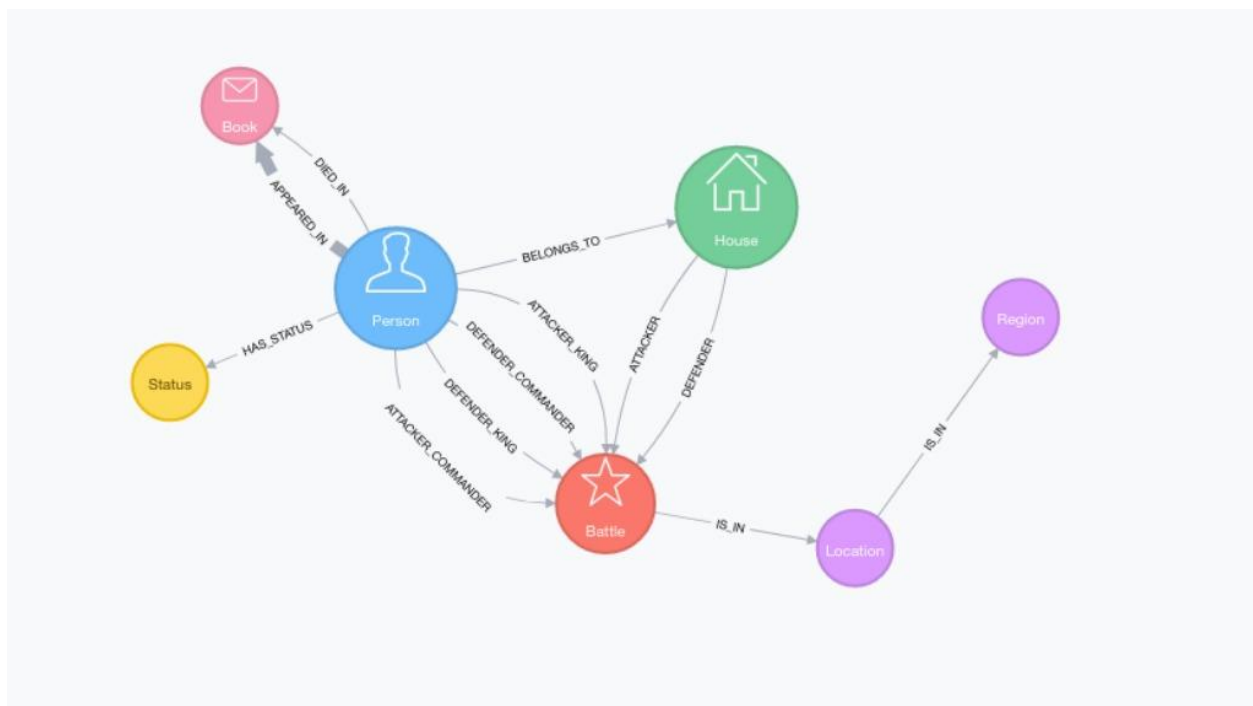 Book
DIED_IN
APPEARED_IN
House
BELONGS_TO
Person
HAS_STATUS
Status
ATTACKER_KING
DEFENDER_COMMANDER
DEFENDER_KING
ATTACKER_COMMANDER
ATTACKER
DEFENDER
Battle
IS_IN
Location
IS_IN
Region